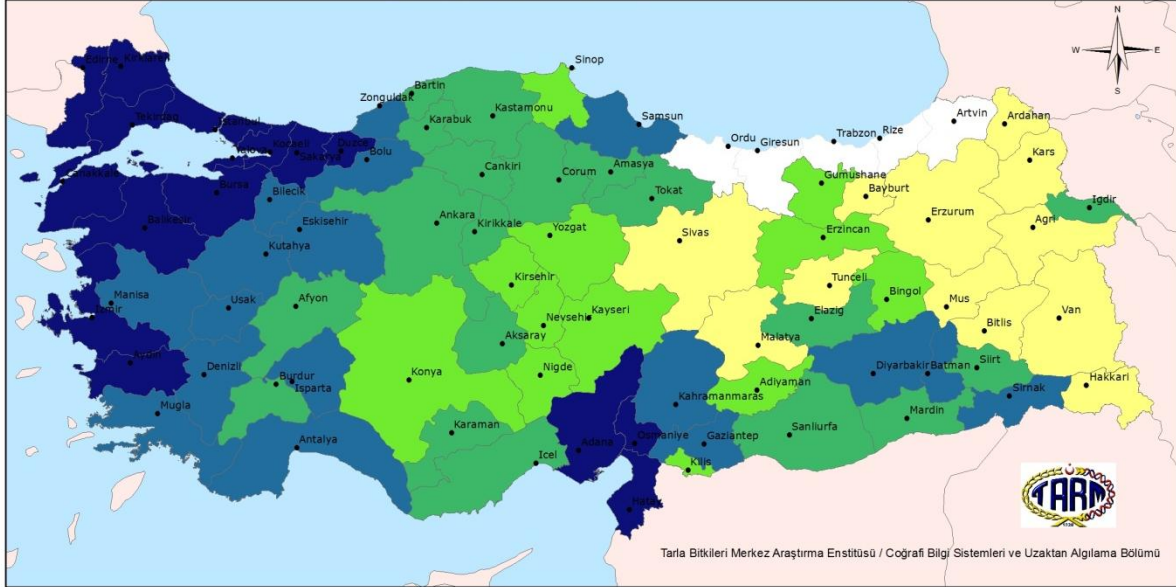 N
W E
S
Sinop
Edirne Kirklareli
Bartin
Zonguldak
Kastamonu
Samsun
Artvin
Ardahan
Tekirdag
Istanbul
Karabuk
Ordu
Giresun
Trabzon
Rize
Kocaeli
Yalova
Sakarya
Duzce
Bolu
Kars
Canakkale
Cankiri
Corum
Amasya
Gumushane
Bayburt
Bursa
Bilecik
Tokat
Igdir
Balikesir
Eskisehir
Ankara
Kirikkale
Yozgat
Sivas
Erzincan
Erzurum
Agri
Kutahya
Manisa
Izmir
Usak
Afyon
Kirsehir
Nevsehir
Kayseri
Tunceli
Elazig
Bingol
Mus
Van
Bitlis
Aksaray
Malatya
Aydin
Denizli
Burdur
Isparta
Konya
Nigde
Adiyaman
Diyarbakir
Batman
Siirt
Hakkari
Sirnak
Mugla
Kahramanmaras
Mardin
Antalya
Karaman
Icel
Adana
Osmaniye
Gaziantep
Sanliurfa
Kilis
Hatay
TARM
Tarla Bitkileri Merkez Araştırma Enstitüsü / Coğrafi Bilgi Sistemleri ve Uzaktan Algılama Bölümü